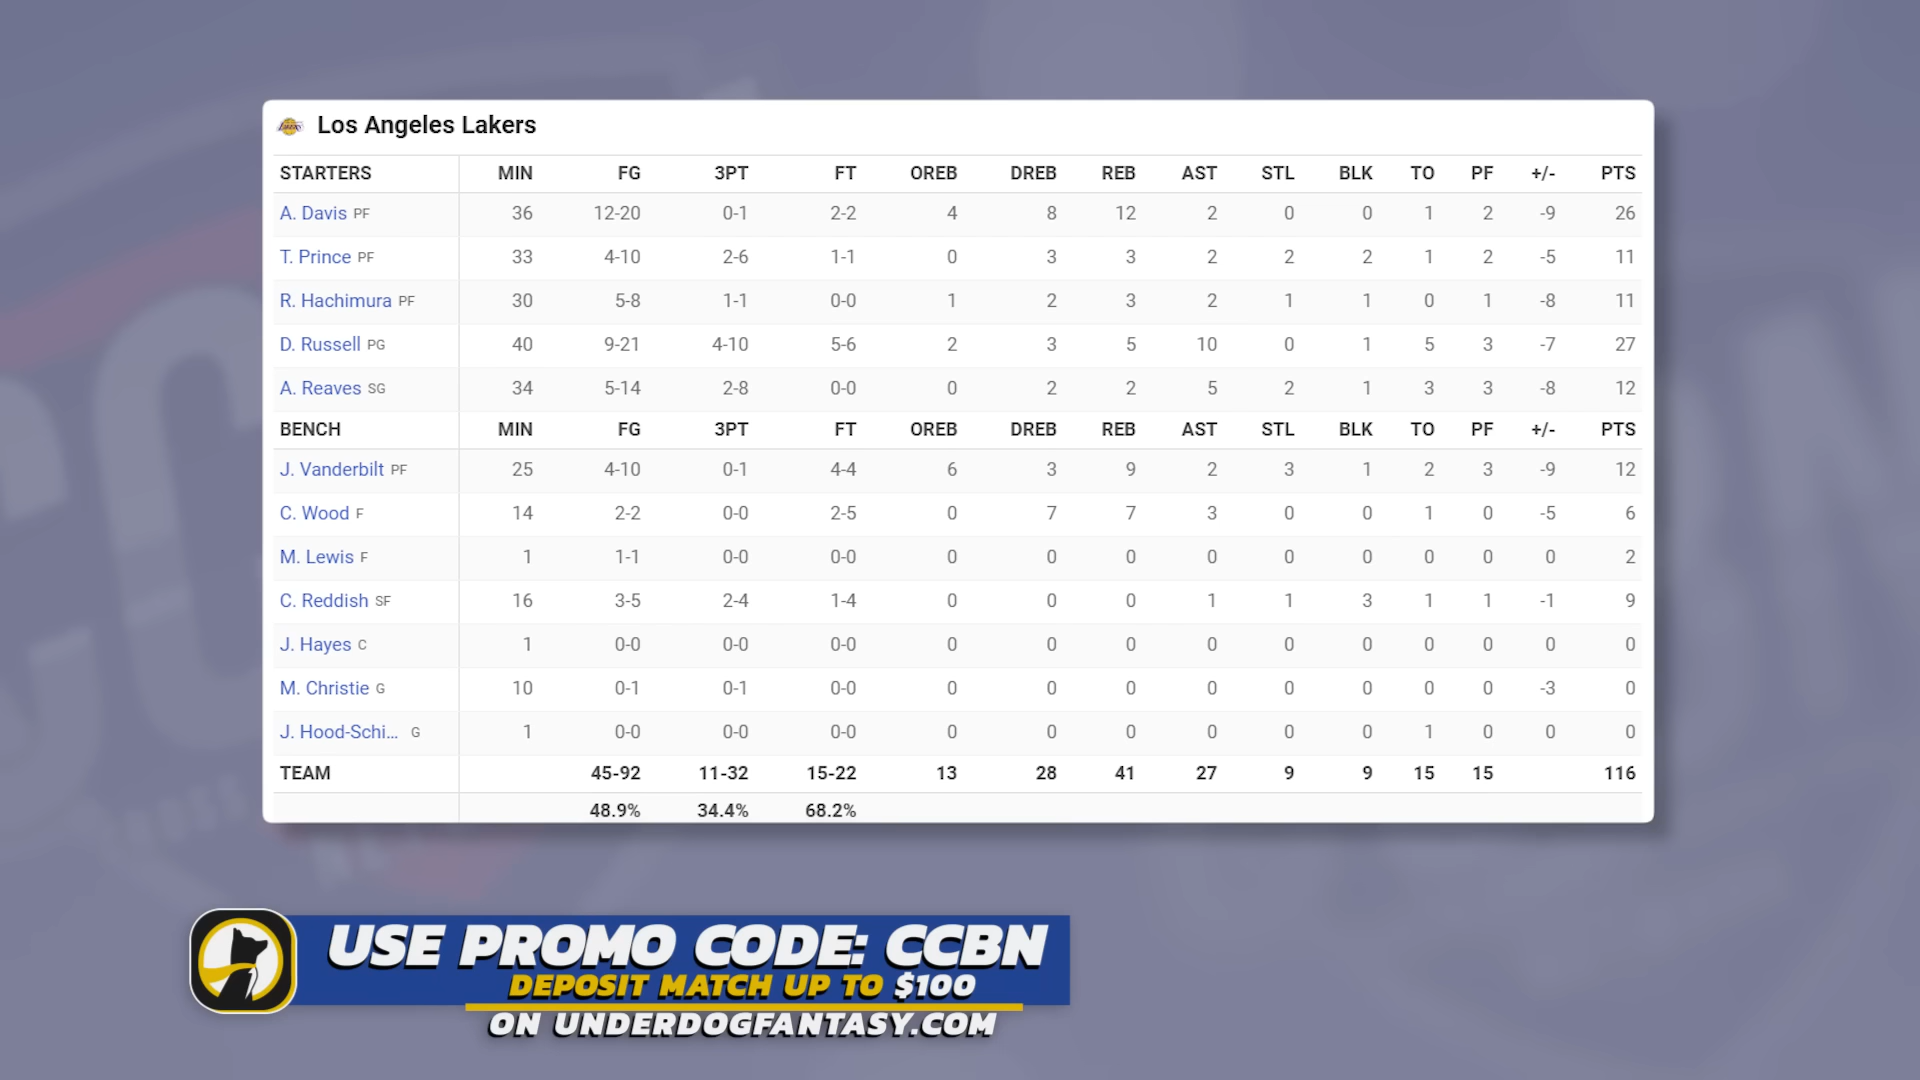 Los Angeles Lakers
STARTERS MIN FG 3PT FT OREB DREB REB AST STL BLK TO PF +/- PTS
A. Davis PF 36 12-20 0-1 2-2 4 8 12 2 0 0 1 2 -9 26
T. Prince PF 33 4-10 2-6 1-1 0 3 3 2 2 2 1 2 -5 11
R. Hachimura PF 30 5-8 1-1 0-0 1 2 3 2 1 1 0 1 -8 11
D. Russell PG 40 9-21 4-10 5-6 2 3 5 10 0 1 5 3 -7 27
A. Reaves SG 34 5-14 2-8 0-0 0 2 2 5 2 1 3 3 -8 12
BENCH MIN FG 3PT FT OREB DREB REB AST STL BLK TO PF +/- PTS
J. Vanderbilt PF 25 4-10 0-1 4-4 6 3 9 2 3 1 2 3 -9 12
C. Wood F 14 2-2 0-0 2-5 0 7 7 3 0 0 1 0 -5 6
M. Lewis F 1 1-1 0-0 0-0 0 0 0 0 0 0 0 0 0 2
C. Reddish SF 16 3-5 2-4 1-4 0 0 0 1 1 3 1 1 -1 9
J. Hayes C 1 0-0 0-0 0-0 0 0 0 0 0 0 0 0 0 0
M. Christie G 10 0-1 0-1 0-0 0 0 0 0 0 0 0 0 -3 0
J. Hood-Schi... G 1 0-0 0-0 0-0 0 0 0 0 0 0 1 0 0 0
TEAM 45-92 11-32 15-22 13 28 41 27 9 9 15 15 116
48.9% 34.4% 68.2%
USE PROMO CODE: CCBN
DEPOSIT MATCH UP TO $100
ON UNDERDOGFANTASY.COM